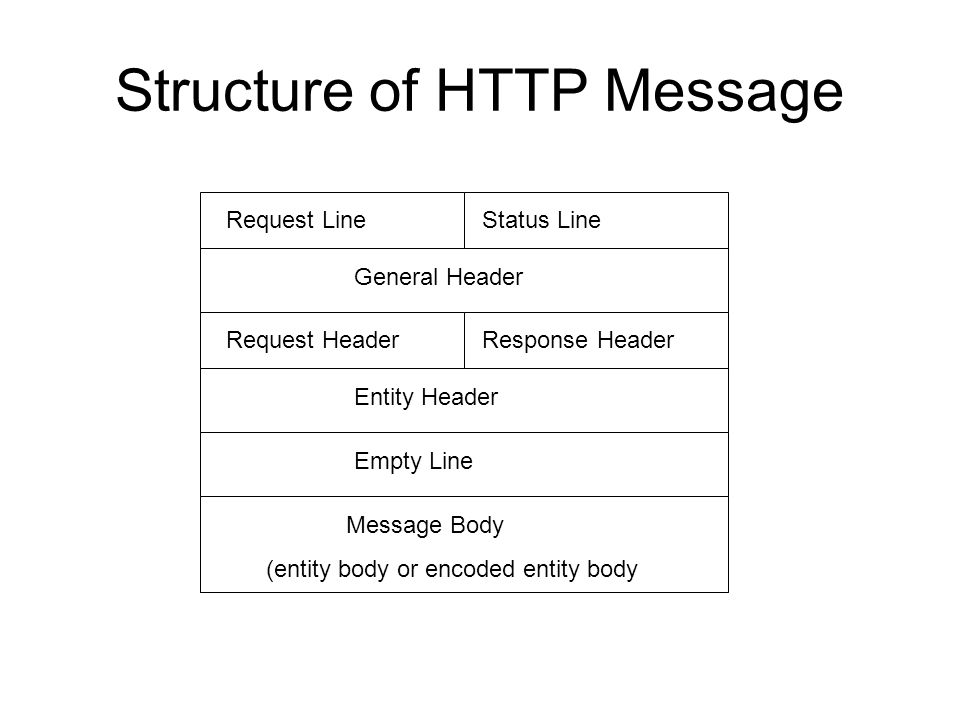 Structure of HTTP Message
Request Line Status Line
General Header
Request Header Response Header
Entity Header
Empty Line
Message Body
(entity body or encoded entity body